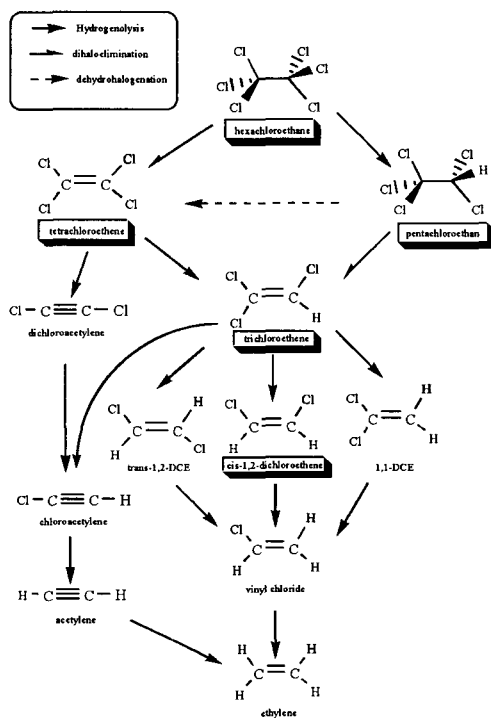 Hydrogenolysis
dihaloelimination
dehydrohalogenation
Cl Cl Cl
Cl Cl Cl
hexachloroethane
Cl Cl
C C
Cl Cl
tetrachloroethene
Cl Cl H
Cl
Cl Cl
pentachloroethan
Cl C C Cl
dichloroacetylene
Cl Cl
C C
Cl H
trichloroethene
Cl H
C C
H Cl
trans-1,2-DCE
Cl Cl
C C
H H
cis-1,2-dichloroethene
Cl H
C C
Cl H
1,1-DCE
Cl C C H
chloroacetylene
Cl H
C C
H H
vinyl chloride
H C C H
acetylene
H H
C C
H H
ethylene